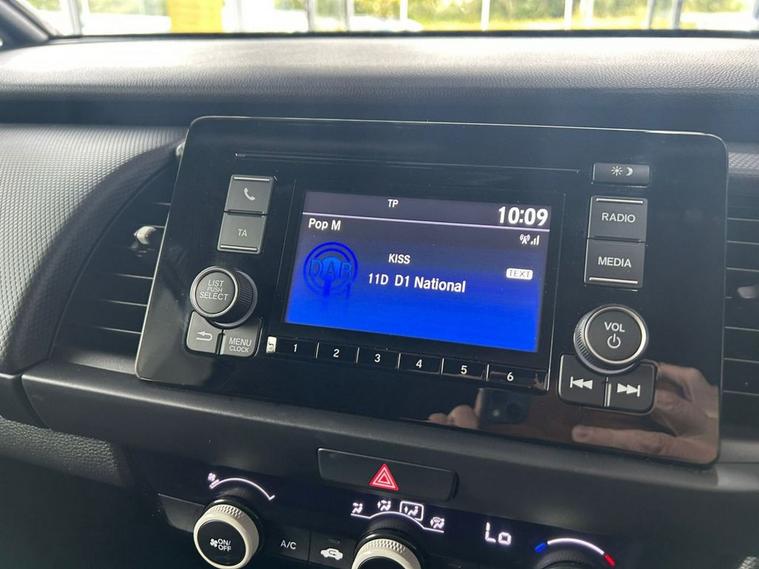 TP
10:09
Pop M
KISS
DAB
TEXT
11D D1 National
TA
LIST
PUSH
SELECT
MENU
CLOCK
RADIO
MEDIA
VOL
1 2 3 4 5 6
ON/
OFF
A/C
Lo